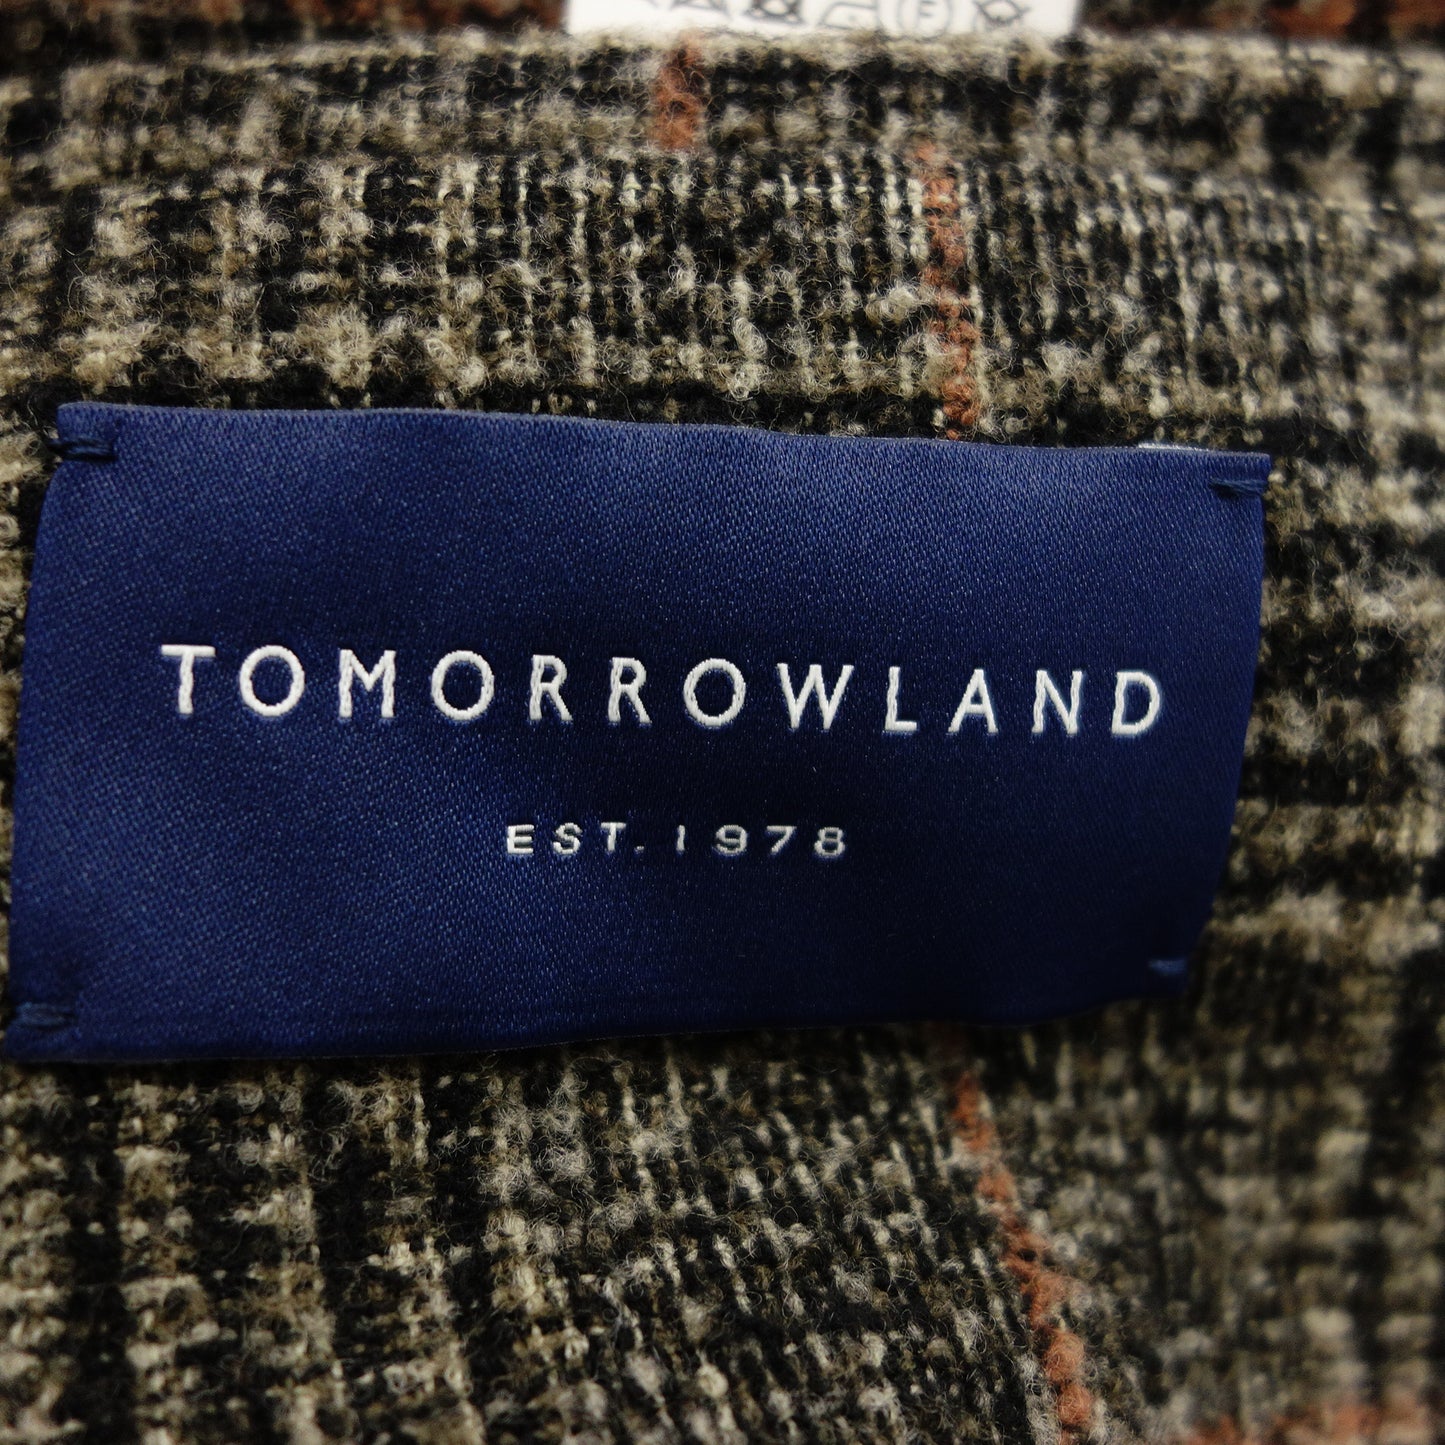 TOMORROWLAND
EST. 1978